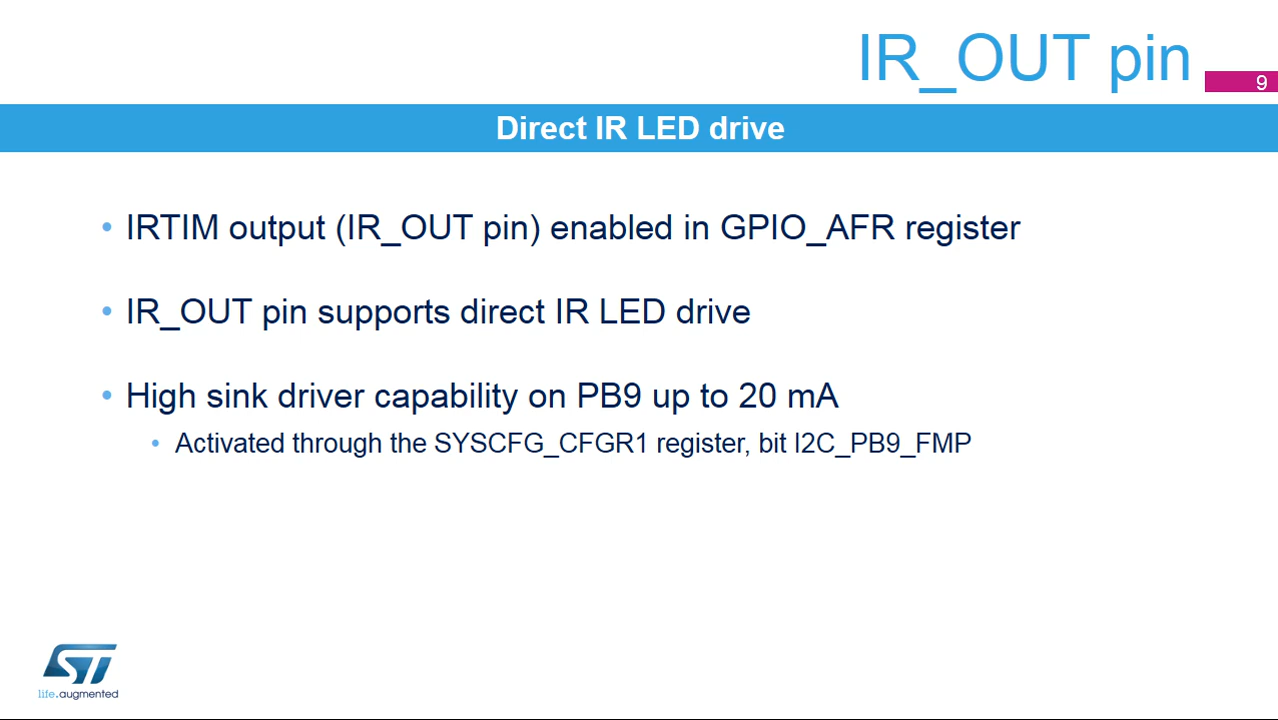 IR_OUT pin
9
Direct IR LED drive
• IRTIM output (IR_OUT pin) enabled in GPIO_AFR register
• IR_OUT pin supports direct IR LED drive
• High sink driver capability on PB9 up to 20 mA
• Activated through the SYSCFG_CFGR1 register, bit I2C_PB9_FMP
ST
life.augmented